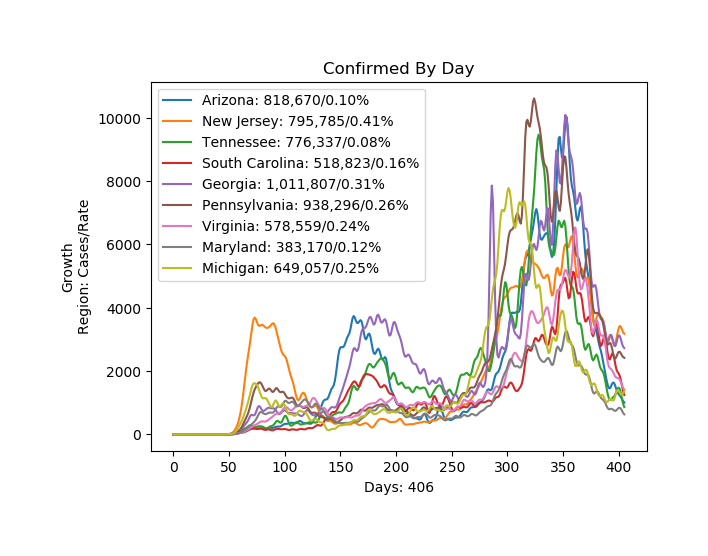 Confirmed By Day
Arizona: 818,670/0.10%
New Jersey: 795,785/0.41%
Tennessee: 776,337/0.08%
South Carolina: 518,823/0.16%
Georgia: 1,011,807/0.31%
Pennsylvania: 938,296/0.26%
Virginia: 578,559/0.24%
Maryland: 383,170/0.12%
Michigan: 649,057/0.25%
Growth
Region: Cases/Rate
10000
8000
6000
4000
2000
0
0 50 100 150 200 250 300 350 400
Days: 406